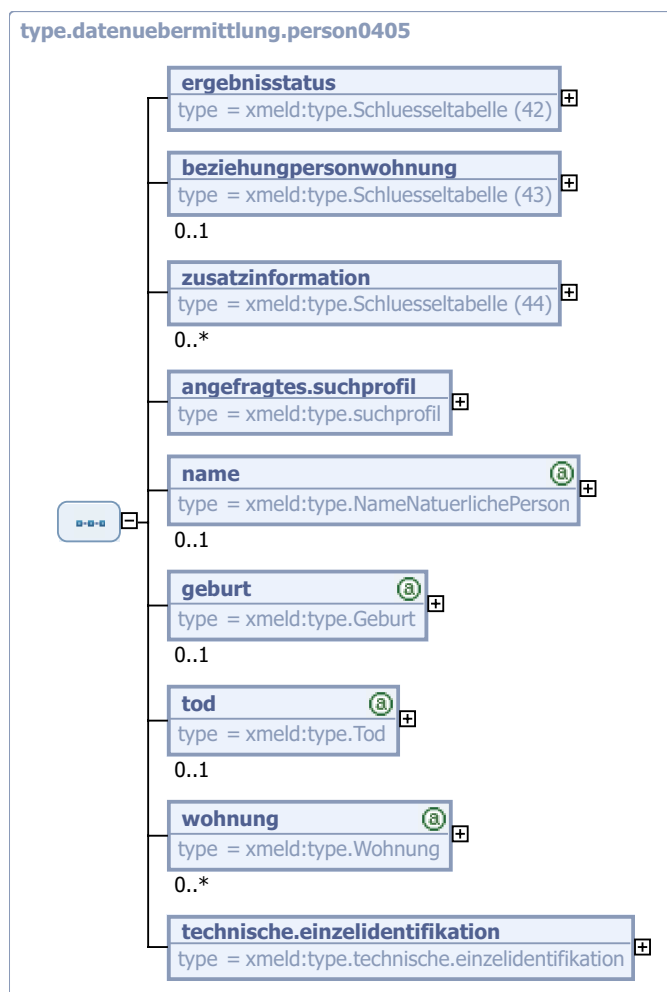 type.datenuebermittlung.person0405
ergebnisstatus
type = xmeld:type.Schluesseltabelle (42)
beziehungpersonwohnung
type = xmeld:type.Schluesseltabelle (43)
0..1
zusatzinformation
type = xmeld:type.Schluesseltabelle (44)
0..*
angefragtes.suchprofil
type = xmeld:type.suchprofil
name
a
type = xmeld:type.NameNatuerlichePerson
0..1
geburt
a
type = xmeld:type.Geburt
0..1
tod
a
type = xmeld:type.Tod
0..1
wohnung
a
type = xmeld:type.Wohnung
0..*
technische.einzelidentifikation
type = xmeld:type.technische.einzelidentifikation